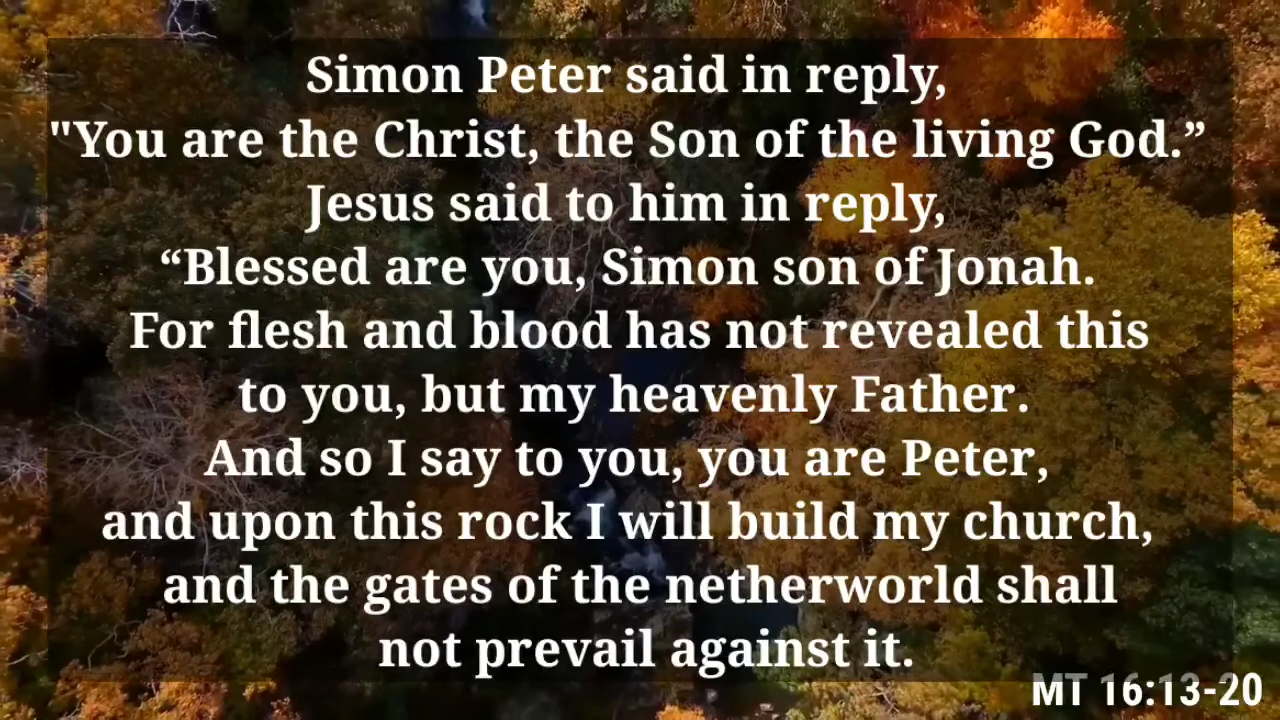 Simon Peter said in reply,
"You are the Christ, the Son of the living God.”
Jesus said to him in reply,
“Blessed are you, Simon son of Jonah.
For flesh and blood has not revealed this
to you, but my heavenly Father.
And so I say to you, you are Peter,
and upon this rock I will build my church,
and the gates of the netherworld shall
not prevail against it.
MT 16:13-20